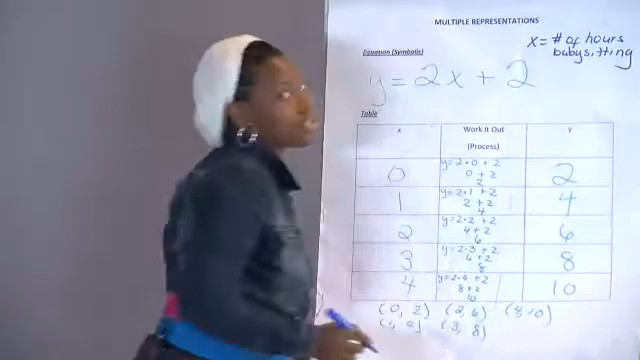 MULTIPLE REPRESENTATIONS
x = # of hours
babysitting
Equation (Symbolic)
y = 2x + 2
Table
X Work It Out (Process) Y
0 y=2•0+2 2
0+2
2
1 y=2•1+2 4
2+2
4
2 y=2•2+2 6
4+2
6
3 y=2•3+2 8
6+2
8
4 y=2•4+2 10
8+2
10
(0, 2) (2, 6) (4, 10)
(1, 4) (3, 8)